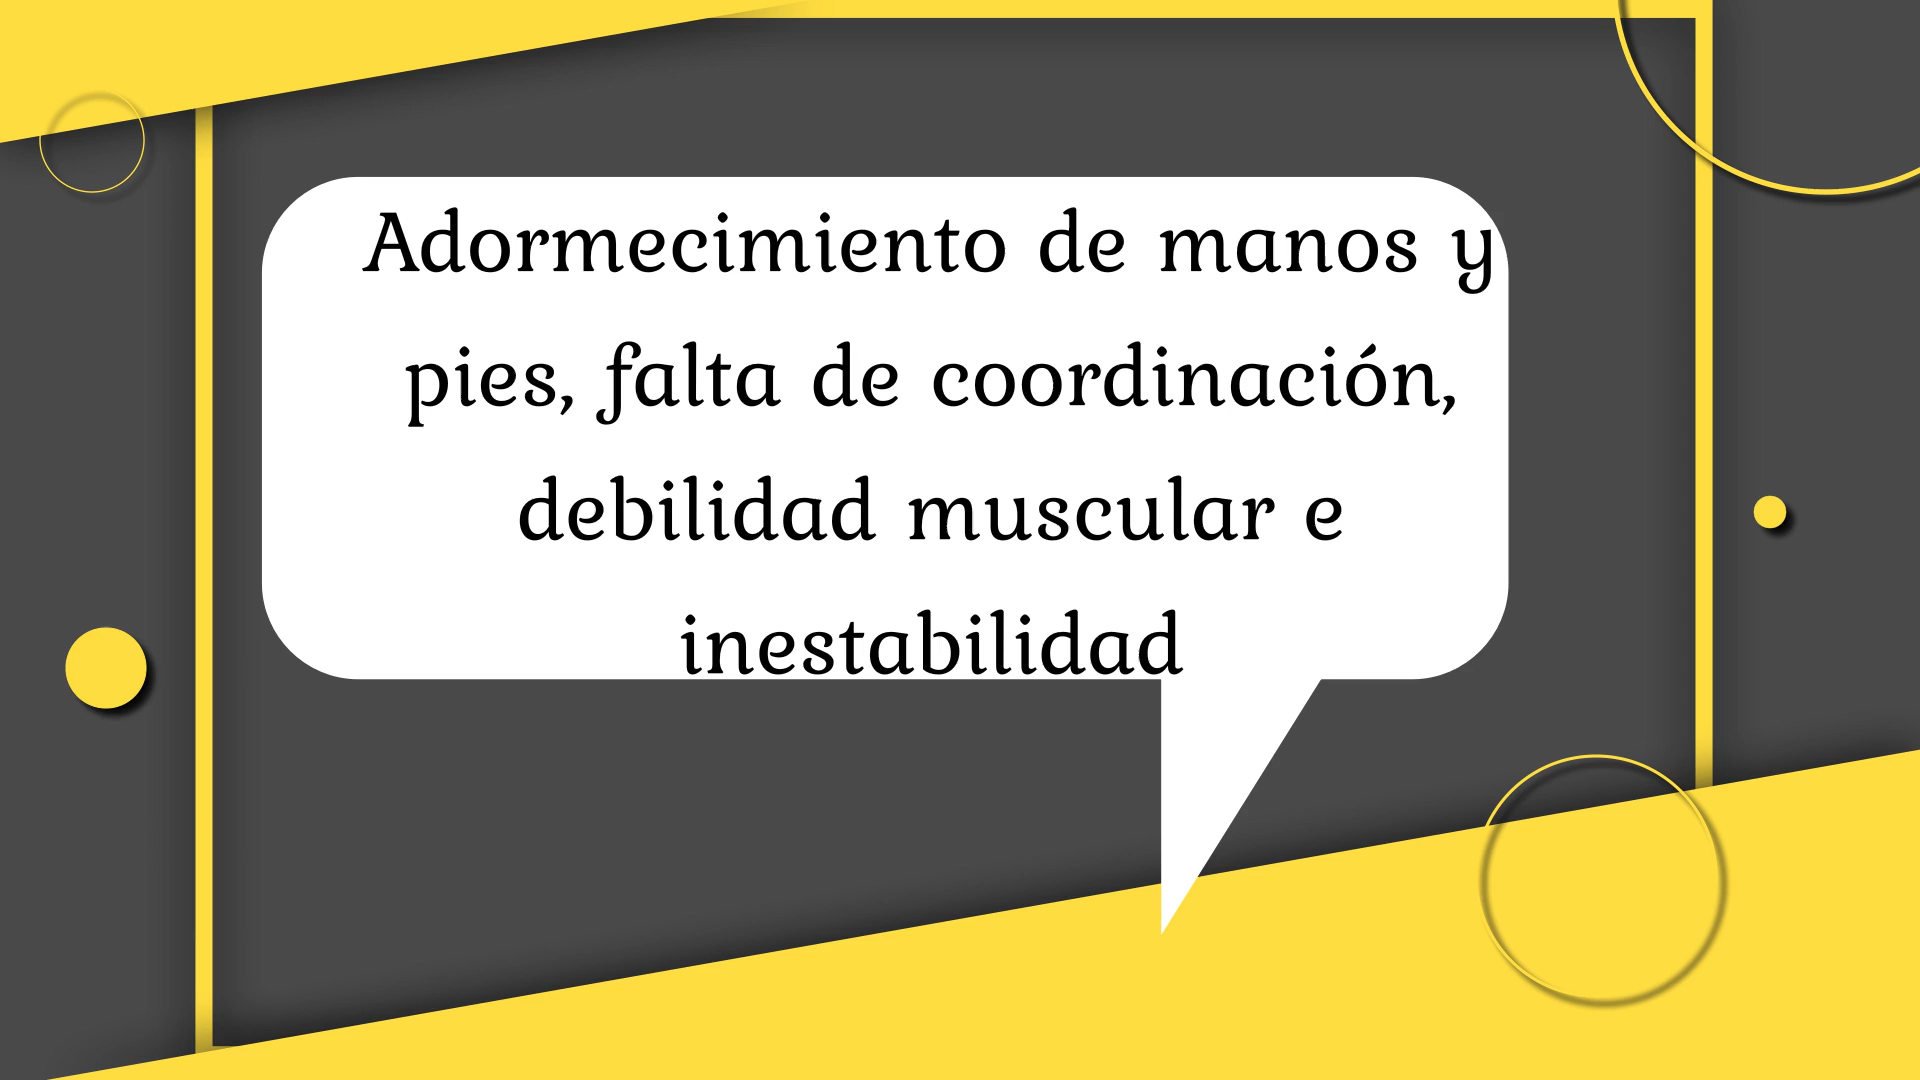 Adormecimiento de manos y
pies, falta de coordinación,
debilidad muscular e
inestabilidad